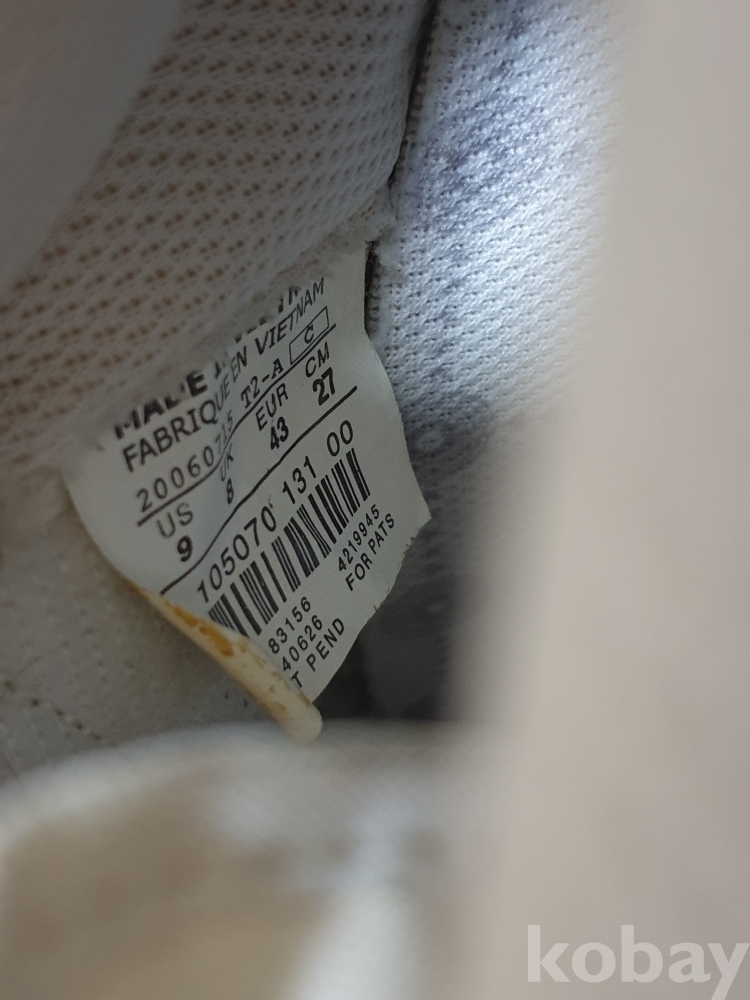 FABRIQUE EN VIETNAM
20060715 T2-A C
US UK EUR CM
9 8 43 27
105070 131 00
83156 4219945
40626 FOR PATS
T PEND
kobay